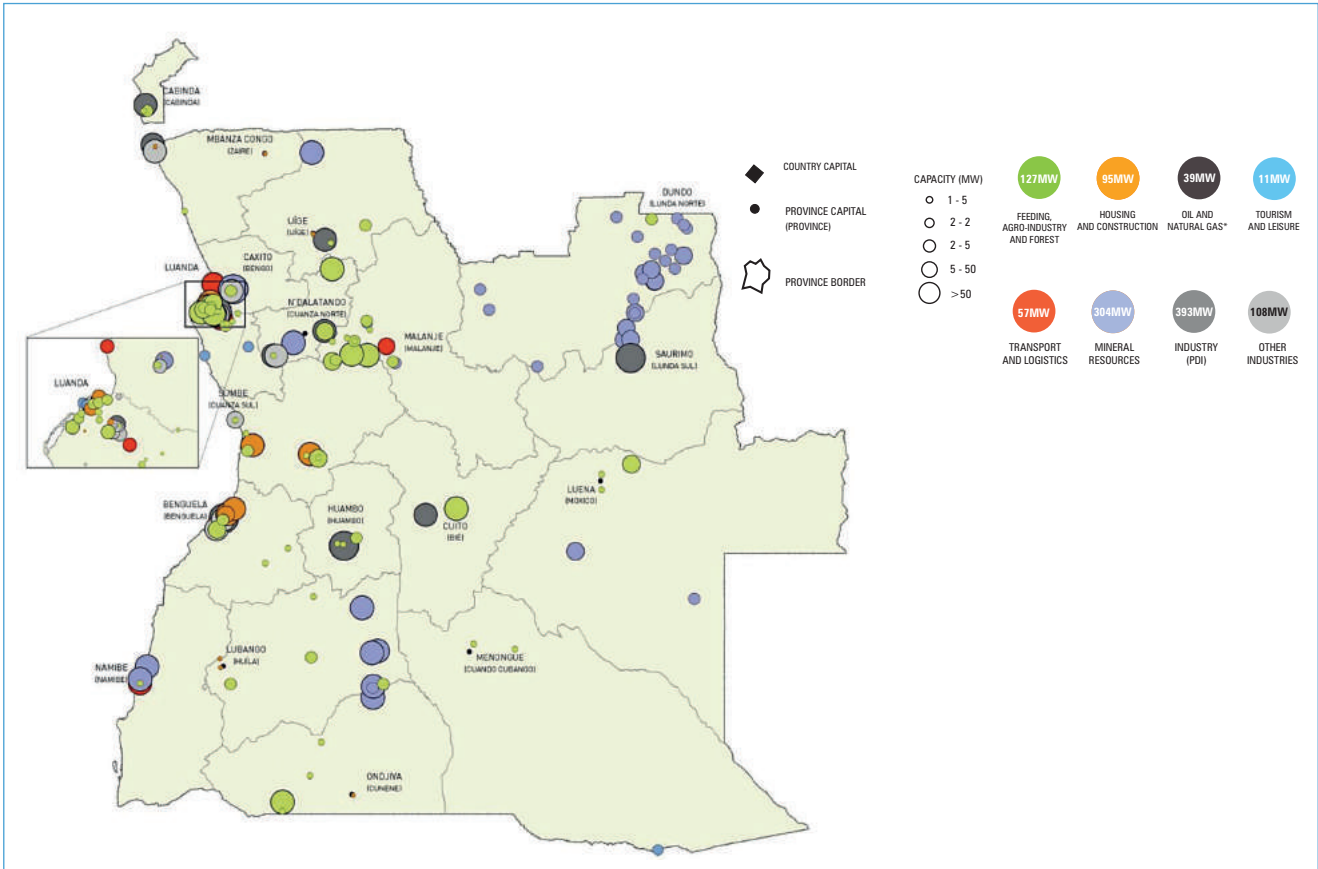 CABINDA
(CABINDA)
MBANZA CONGO
(ZAIRE)
UÍGE
(UÍGE)
CAXITO
(BENGO)
LUANDA
N'DALATANDO
(CUANZA NORTE)
MALANJE
(MALANJE)
DUNDO
(LUNDA NORTE)
SAURIMO
(LUNDA SUL)
LUANDA
SUMBE
(CUANZA SUL)
BENGUELA
(BENGUELA)
HUAMBO
(HUAMBO)
CUITO
(BIÉ)
LUENA
(MOXICO)
NAMIBE
(NAMIBE)
LUBANGO
(HUÍLA)
MENONGUE
(CUANDO CUBANGO)
ONDJIVA
(CUNENE)
COUNTRY CAPITAL
PROVINCE CAPITAL
(PROVINCE)
PROVINCE BORDER
CAPACITY (MW)
1 - 5
2 - 2
2 - 5
5 - 50
>50
127MW
FEEDING,
AGRO-INDUSTRY
AND FOREST
95MW
HOUSING
AND CONSTRUCTION
39MW
OIL AND
NATURAL GAS*
11MW
TOURISM
AND LEISURE
57MW
TRANSPORT
AND LOGISTICS
304MW
MINERAL
RESOURCES
393MW
INDUSTRY
(PDI)
108MW
OTHER
INDUSTRIES